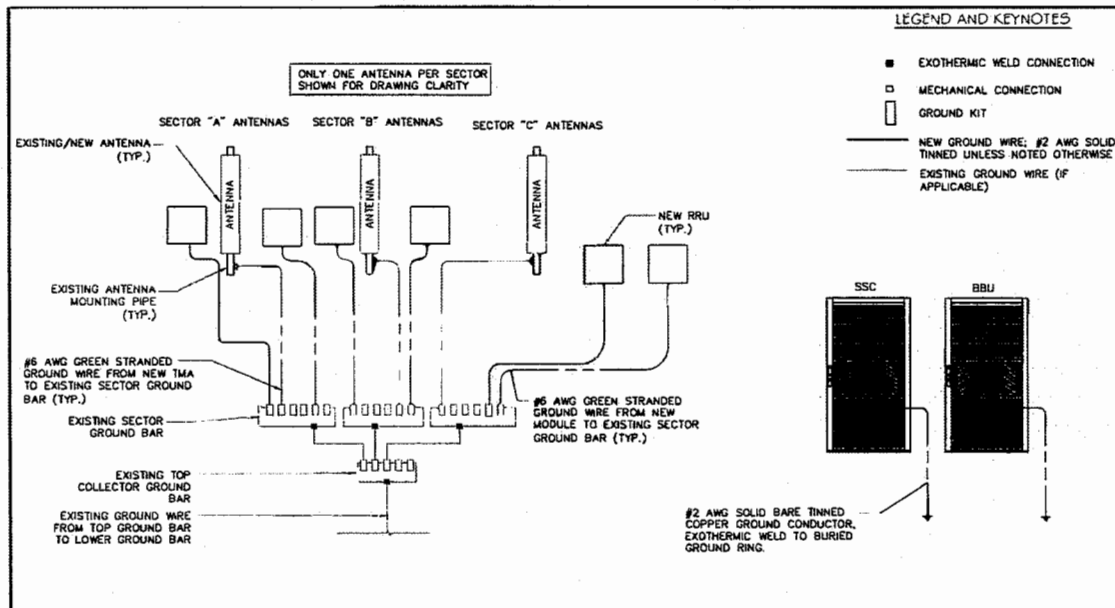 LEGEND AND KEYNOTES
EXOTHERMIC WELD CONNECTION
MECHANICAL CONNECTION
GROUND KIT
NEW GROUND WIRE; #2 AWG SOLID
TINNED UNLESS NOTED OTHERWISE
EXISTING GROUND WIRE (IF
APPLICABLE)
ONLY ONE ANTENNA PER SECTOR
SHOWN FOR DRAWING CLARITY
SECTOR "A" ANTENNAS
SECTOR "B" ANTENNAS
SECTOR "C" ANTENNAS
EXISTING/NEW ANTENNA
(TYP.)
ANTENNA
ANTENNA
ANTENNA
NEW RRU
(TYP.)
EXISTING ANTENNA
MOUNTING PIPE
(TYP.)
#6 AWG GREEN STRANDED
GROUND WIRE FROM NEW TMA
TO EXISTING SECTOR GROUND
BAR (TYP.)
EXISTING SECTOR
GROUND BAR
#6 AWG GREEN STRANDED
GROUND WIRE FROM NEW
MODULE TO EXISTING SECTOR
GROUND BAR (TYP.)
EXISTING TOP
COLLECTOR GROUND
BAR
EXISTING GROUND WIRE
FROM TOP GROUND BAR
TO LOWER GROUND BAR
SSC
BBU
#2 AWG SOLID BARE TINNED
COPPER GROUND CONDUCTOR,
EXOTHERMIC WELD TO BURIED
GROUND RING.